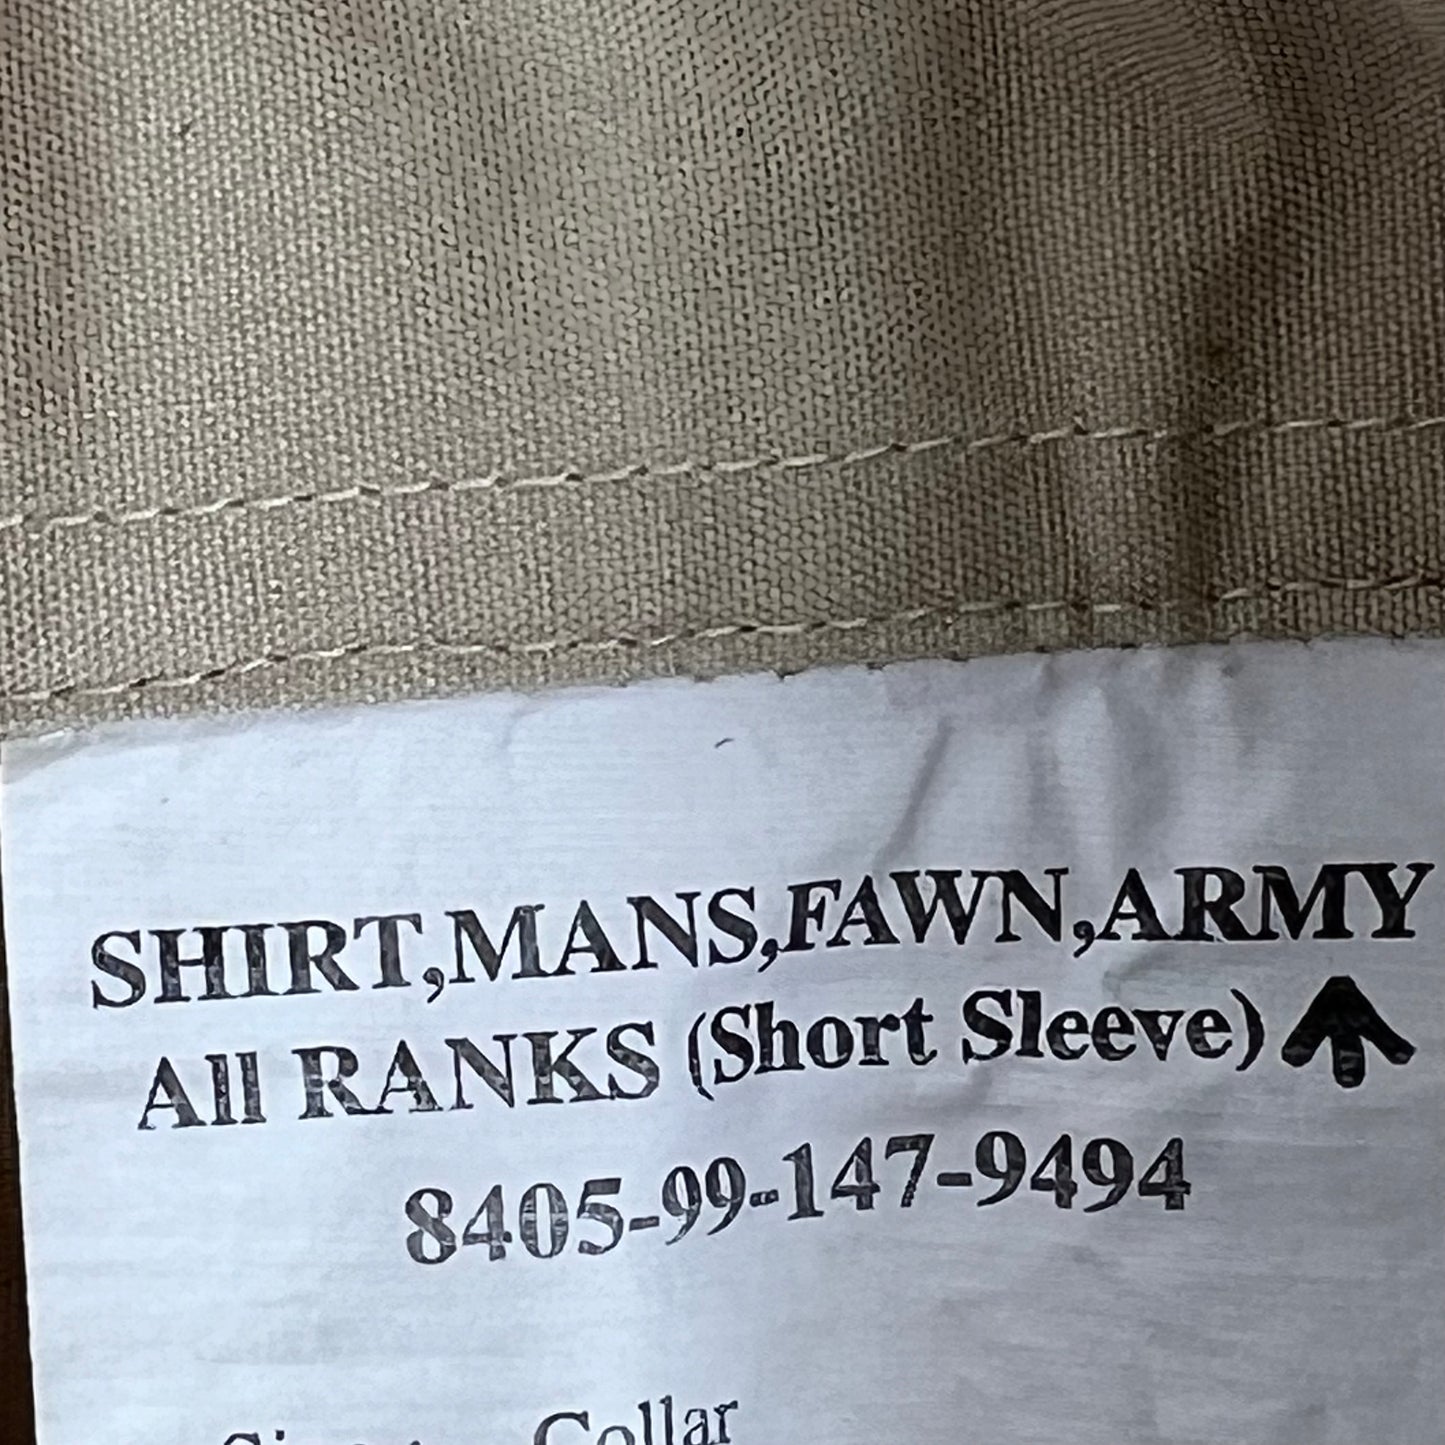 SHIRT,MANS,FAWN,ARMY
All RANKS (Short Sleeve)
8405-99-147-9494
Collar